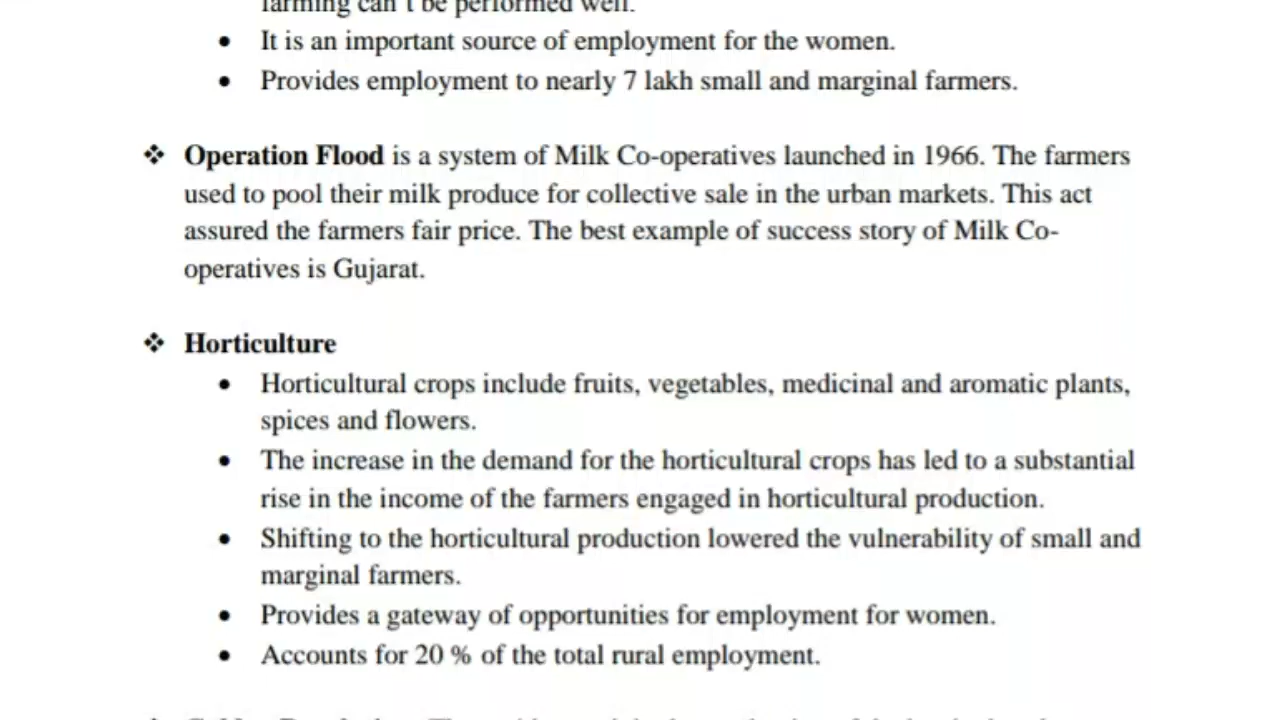 farming can't be performed well.
• It is an important source of employment for the women.
• Provides employment to nearly 7 lakh small and marginal farmers.
❖ Operation Flood is a system of Milk Co-operatives launched in 1966. The farmers
used to pool their milk produce for collective sale in the urban markets. This act
assured the farmers fair price. The best example of success story of Milk Co-
operatives is Gujarat.
❖ Horticulture
• Horticultural crops include fruits, vegetables, medicinal and aromatic plants,
spices and flowers.
• The increase in the demand for the horticultural crops has led to a substantial
rise in the income of the farmers engaged in horticultural production.
• Shifting to the horticultural production lowered the vulnerability of small and
marginal farmers.
• Provides a gateway of opportunities for employment for women.
• Accounts for 20 % of the total rural employment.